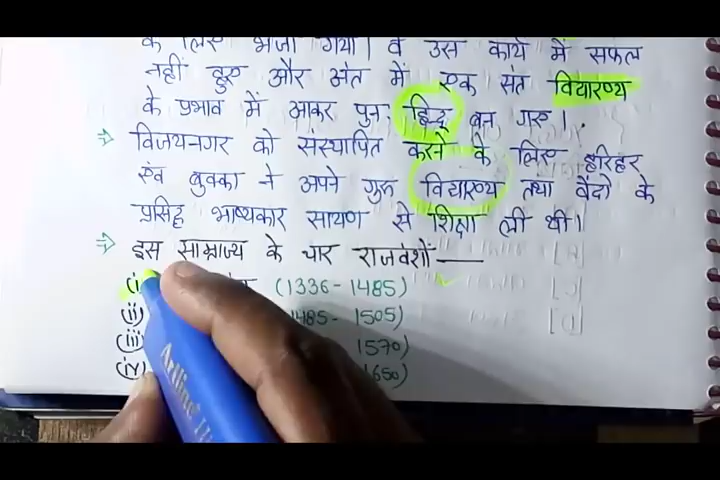 के लिए भेजा गया। वे उस कार्य में सफल
नहीं हुए और अंत में एक संत विद्यारण्य
के प्रभाव में आकर पुनः हिन्दू बन गए।
⇒ विजयनगर को संस्थापित करने के लिए हरिहर
एंव बुक्का ने अपने गुरु विद्यारण्य तथा वेदों के
प्रसिद्ध भाष्यकार सायण से शिक्षा ली थी।
⇒ इस साम्राज्य के चार राजवंशों —
(i) (1336-1485)
(ii) 1485- 1505)
(iii) 1570)
(iv) 1650)
Artline